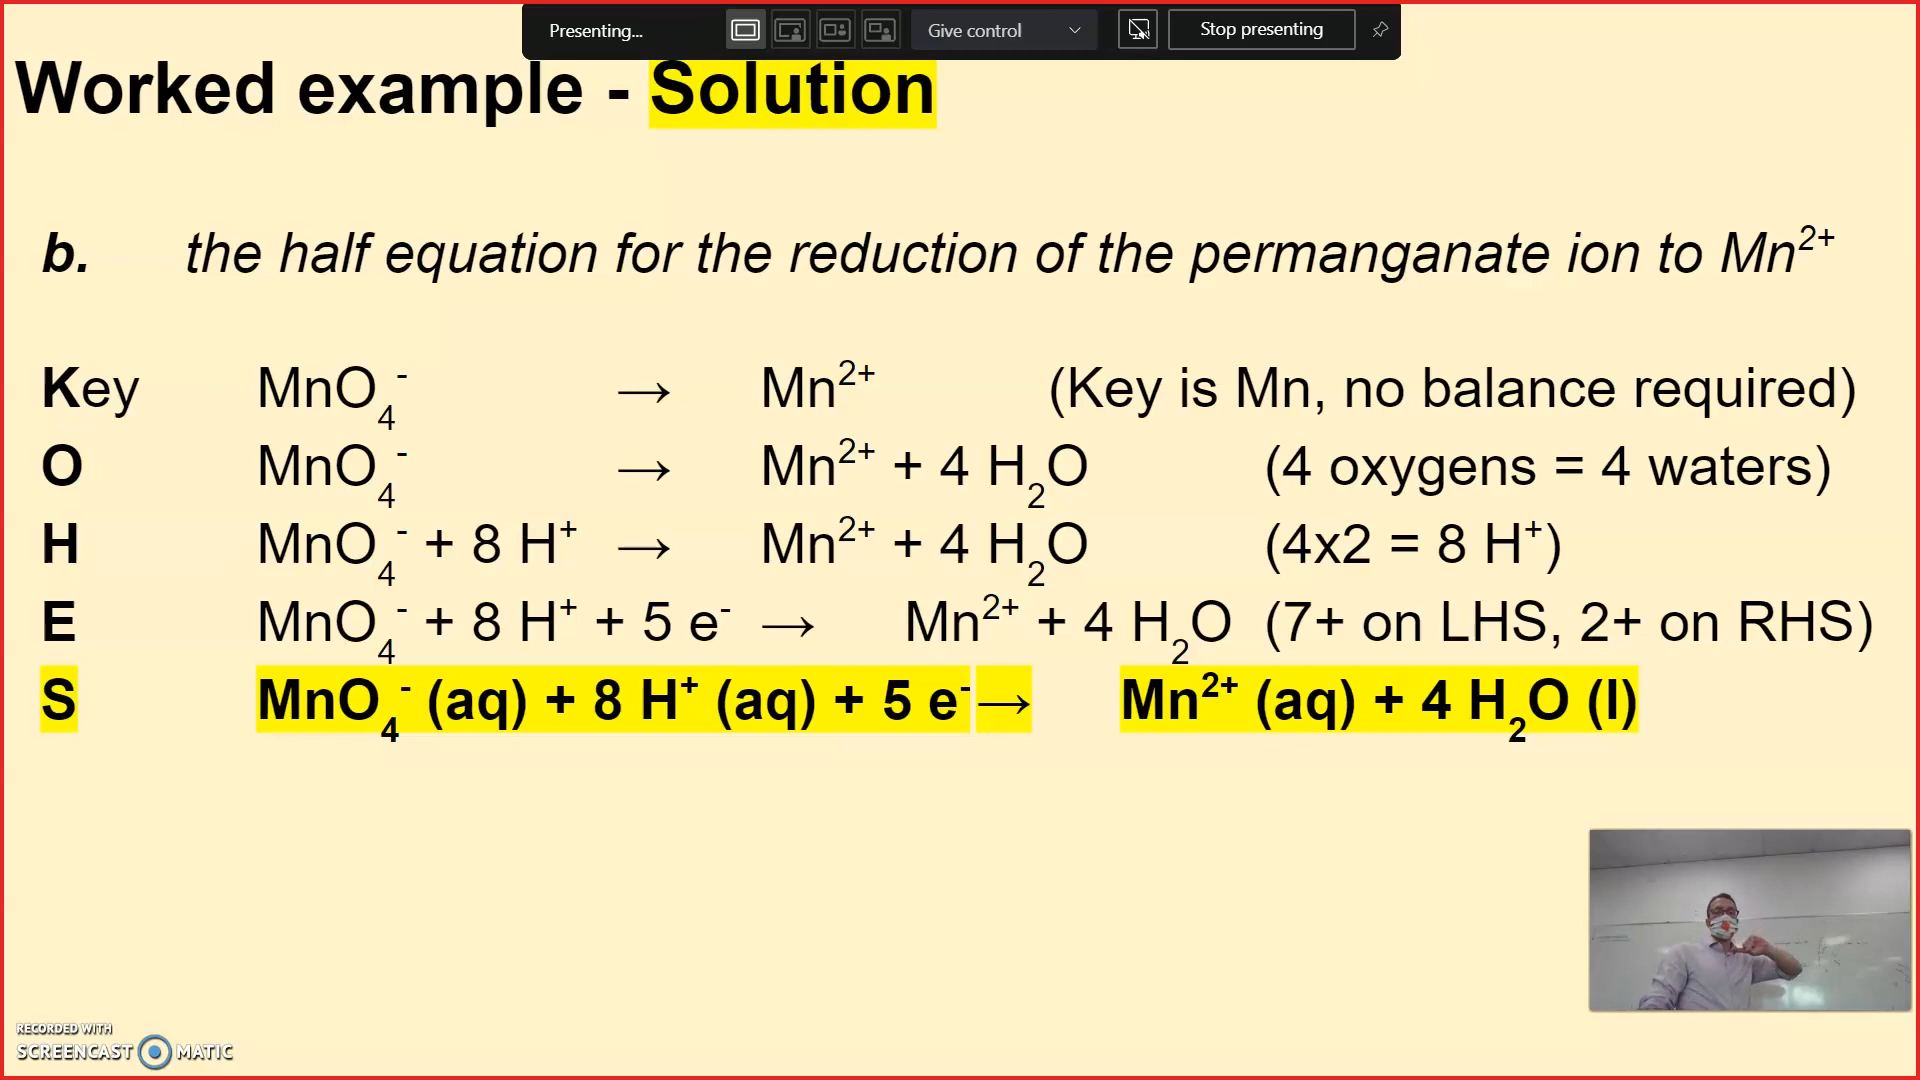 Presenting...
Give control
Stop presenting
Worked example - Solution
b. the half equation for the reduction of the permanganate ion to Mn²⁺
Key MnO₄⁻ → Mn²⁺ (Key is Mn, no balance required)
O MnO₄⁻ → Mn²⁺ + 4 H₂O (4 oxygens = 4 waters)
H MnO₄⁻ + 8 H⁺ → Mn²⁺ + 4 H₂O (4x2 = 8 H⁺)
E MnO₄⁻ + 8 H⁺ + 5 e⁻ → Mn²⁺ + 4 H₂O (7+ on LHS, 2+ on RHS)
S MnO₄⁻ (aq) + 8 H⁺ (aq) + 5 e⁻ → Mn²⁺ (aq) + 4 H₂O (l)
RECORDED WITH
SCREENCAST MATIC